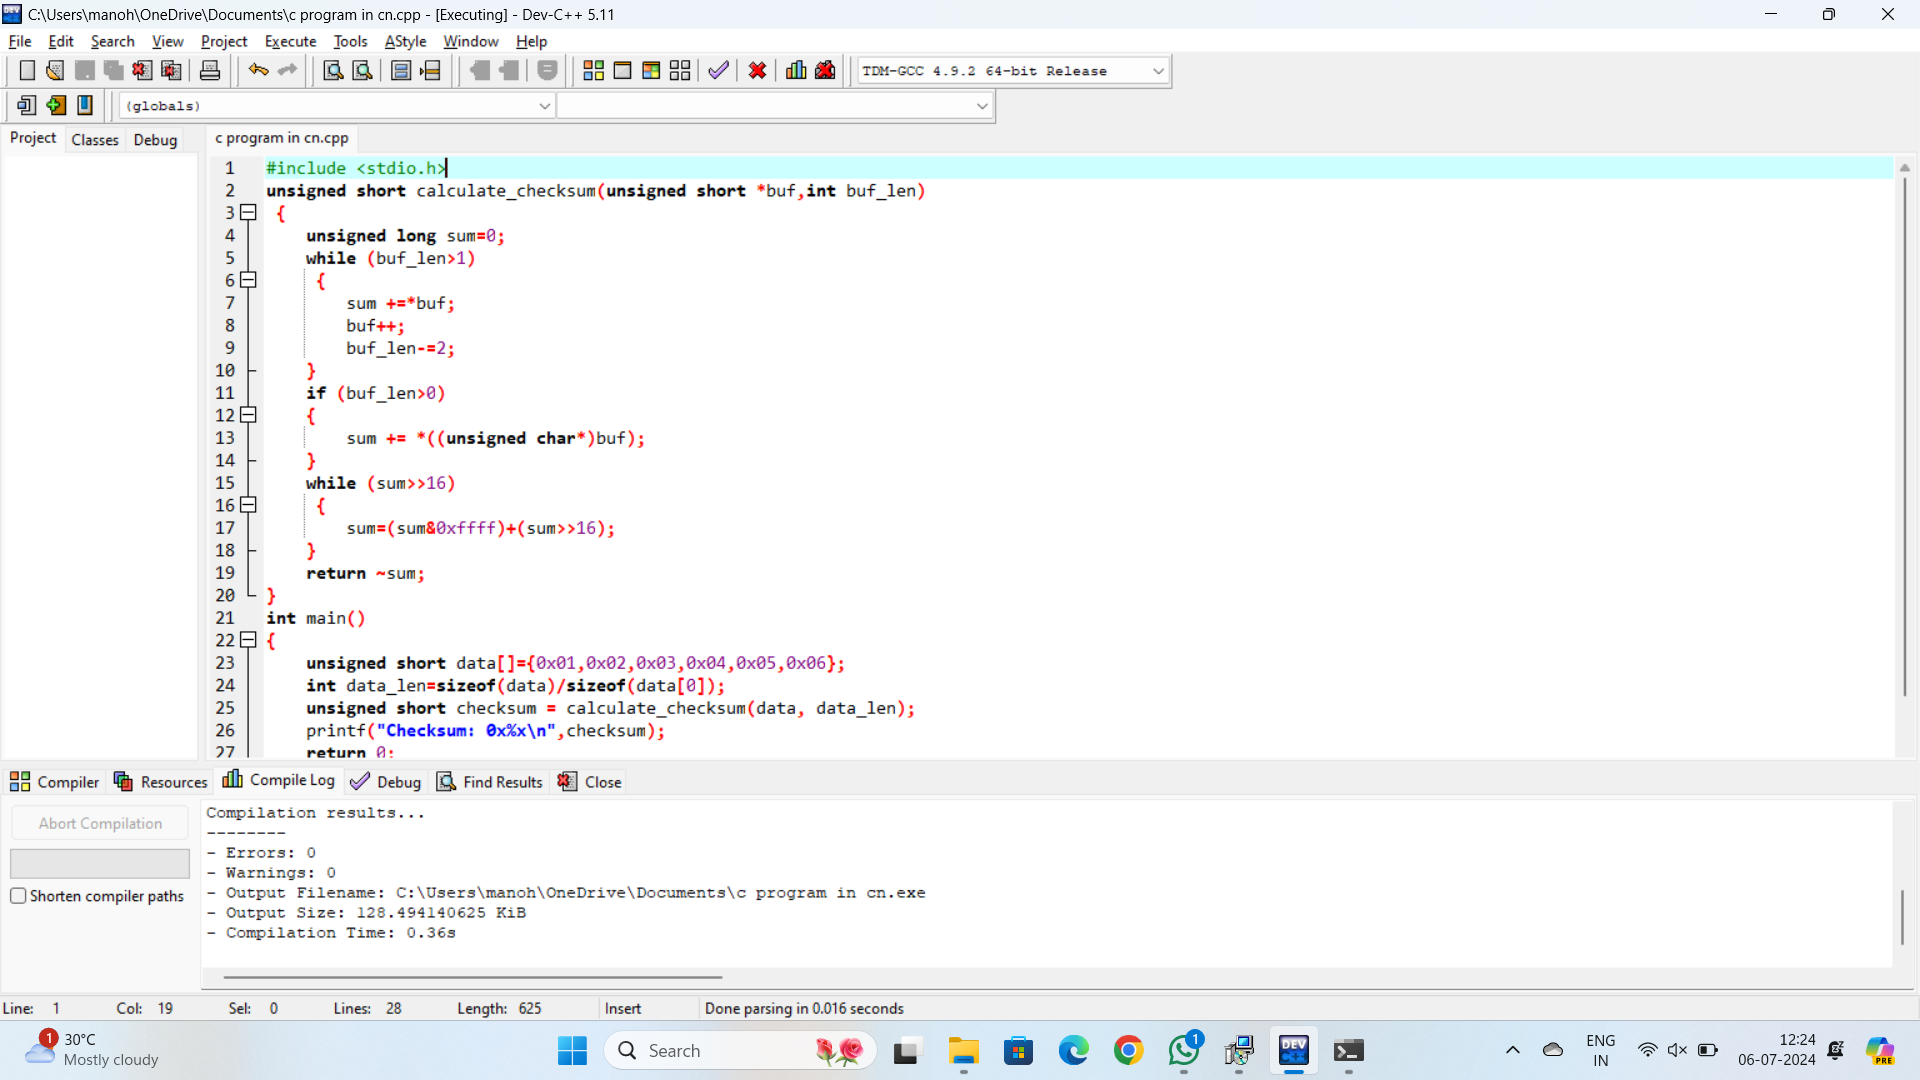 C:\Users\manoh\OneDrive\Documents\c program in cn.cpp - [Executing] - Dev-C++ 5.11
File Edit Search View Project Execute Tools AStyle Window Help
TDM-GCC 4.9.2 64-bit Release
(globals)
Project Classes Debug c program in cn.cpp
1 #include <stdio.h>
2 unsigned short calculate_checksum(unsigned short *buf,int buf_len)
3 {
4 unsigned long sum=0;
5 while (buf_len>1)
6 {
7 sum +=*buf;
8 buf++;
9 buf_len-=2;
10 }
11 if (buf_len>0)
12 {
13 sum += *((unsigned char*)buf);
14 }
15 while (sum>>16)
16 {
17 sum=(sum&0xffff)+(sum>>16);
18 }
19 return ~sum;
20 }
21 int main()
22 {
23 unsigned short data[]={0x01,0x02,0x03,0x04,0x05,0x06};
24 int data_len=sizeof(data)/sizeof(data[0]);
25 unsigned short checksum = calculate_checksum(data, data_len);
26 printf("Checksum: 0x%x\n",checksum);
27 return 0;
Compiler Resources Compile Log Debug Find Results Close
Abort Compilation
Shorten compiler paths
Compilation results...
--------
- Errors: 0
- Warnings: 0
- Output Filename: C:\Users\manoh\OneDrive\Documents\c program in cn.exe
- Output Size: 128.494140625 KiB
- Compilation Time: 0.36s
Line: 1 Col: 19 Sel: 0 Lines: 28 Length: 625 Insert Done parsing in 0.016 seconds
1
30°C
Mostly cloudy
Search
1
DEV
C++
ENG
IN
12:24
06-07-2024
PRE